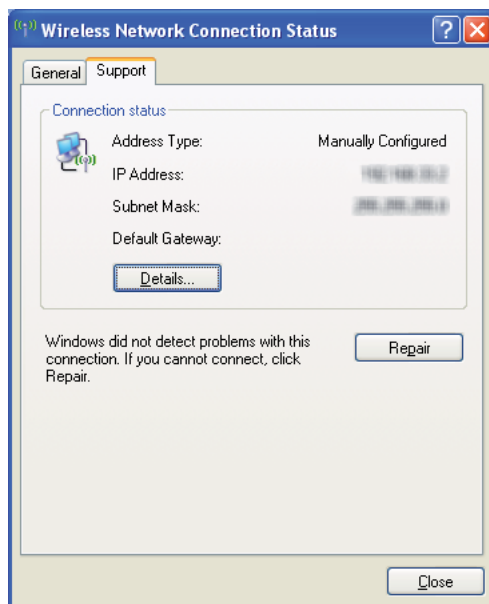 Wireless Network Connection Status
General
Support
Connection status
Address Type: Manually Configured
IP Address:
Subnet Mask:
Default Gateway:
Details...
Windows did not detect problems with this
connection. If you cannot connect, click
Repair.
Repair
Close